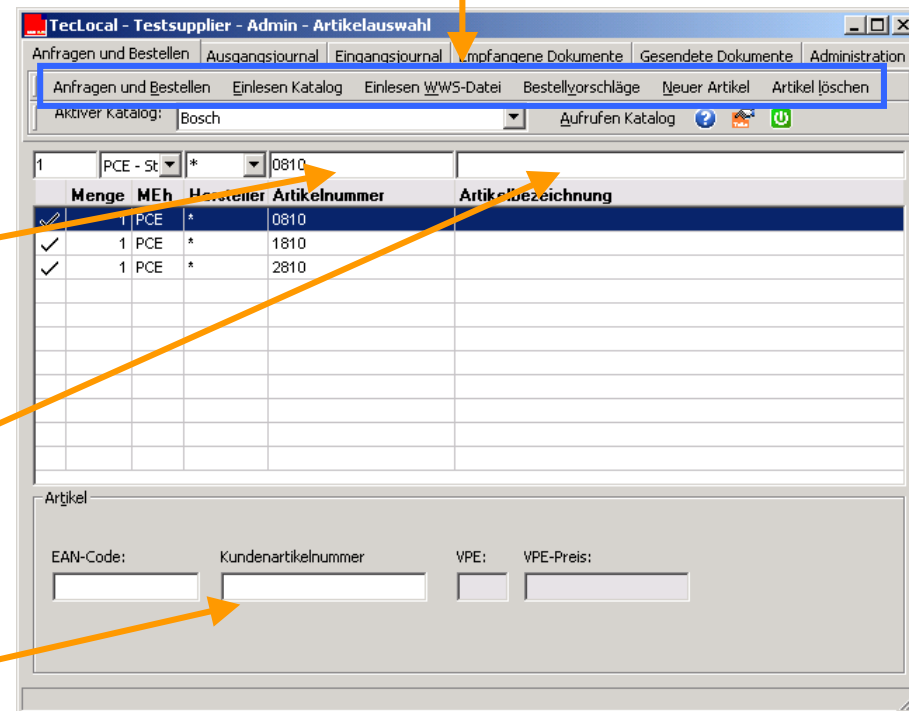 TecLocal - Testsupplier - Admin - Artikelauswahl
Anfragen und Bestellen Ausgangsjournal Eingangsjournal Empfangene Dokumente Gesendete Dokumente Administration
Anfragen und Bestellen Einlesen Katalog Einlesen WWS-Datei Bestellvorschläge Neuer Artikel Artikel löschen
Aktiver Katalog: Bosch Aufrufen Katalog
1 PCE - St * 0810
Menge MEh Hersteller Artikelnummer Artikelbezeichnung
1 PCE * 0810
1 PCE * 1810
1 PCE * 2810
Artikel
EAN-Code: Kundenartikelnummer VPE: VPE-Preis: